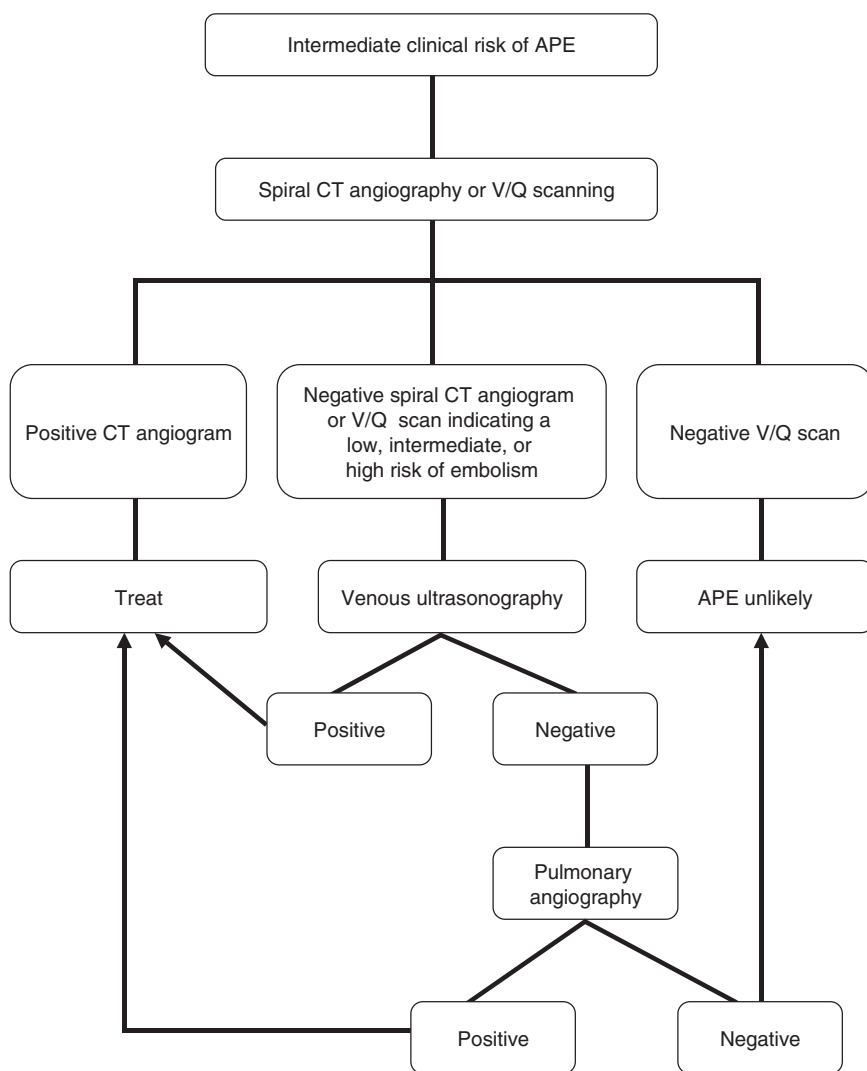 Intermediate clinical risk of APE
Spiral CT angiography or V/Q scanning
Positive CT angiogram
Negative spiral CT angiogram
or V/Q scan indicating a
low, intermediate, or
high risk of embolism
Negative V/Q scan
Treat
Venous ultrasonography
APE unlikely
Positive
Negative
Pulmonary
angiography
Positive
Negative